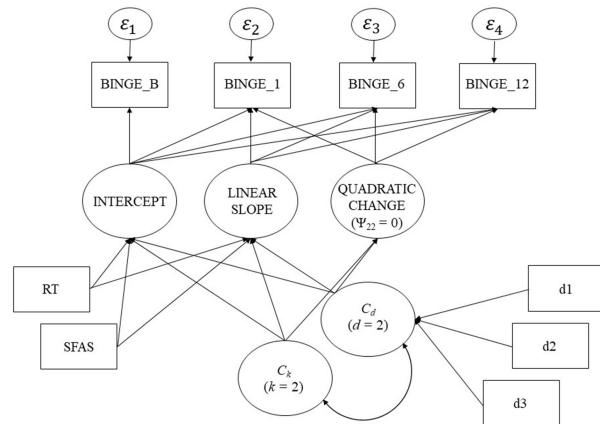 ε1
ε2
ε3
ε4
BINGE_B
BINGE_1
BINGE_6
BINGE_12
INTERCEPT
LINEAR
SLOPE
QUADRATIC
CHANGE
(Ψ22 = 0)
RT
SFAS
Cd
(d = 2)
Ck
(k = 2)
d1
d2
d3